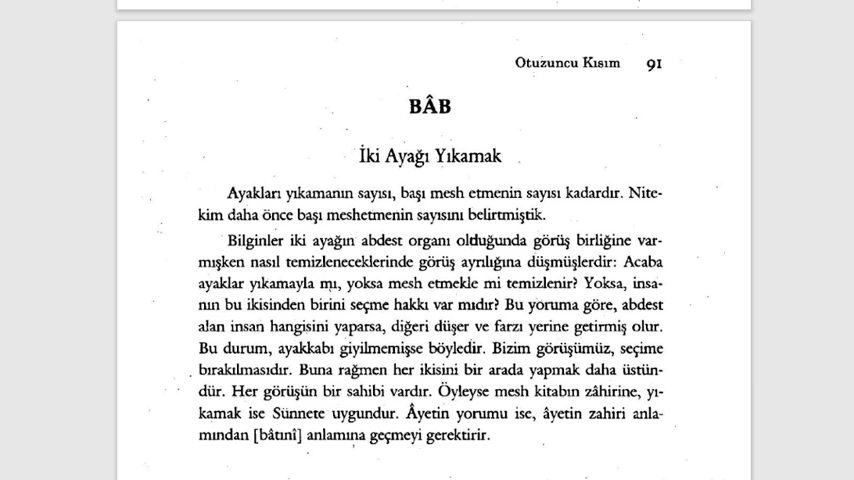 Otuzuncu Kısım 91
BÂB
İki Ayağı Yıkamak
Ayakları yıkamanın sayısı, başı mesh etmenin sayısı kadardır. Nite-
kim daha önce başı meshetmenin sayısını belirtmiştik.
Bilginler iki ayağın abdest organı olduğunda görüş birliğine var-
mışken nasıl temizleneceklerinde görüş ayrılığına düşmüşlerdir: Acaba
ayaklar yıkamayla mı, yoksa mesh etmekle mi temizlenir? Yoksa, insa-
nın bu ikisinden birini seçme hakkı var mıdır? Bu yoruma göre, abdest
alan insan hangisini yaparsa, diğeri düşer ve farzı yerine getirmiş olur.
Bu durum, ayakkabı giyilmemişse böyledir. Bizim görüşümüz, seçime
bırakılmasıdır. Buna rağmen her ikisini bir arada yapmak daha üstün-
dür. Her görüşün bir sahibi vardır. Öyleyse mesh kitabın zâhirine, yı-
kamak ise Sünnete uygundur. Âyetin yorumu ise, âyetin zahiri anla-
mından [bâtınî] anlamına geçmeyi gerektirir.